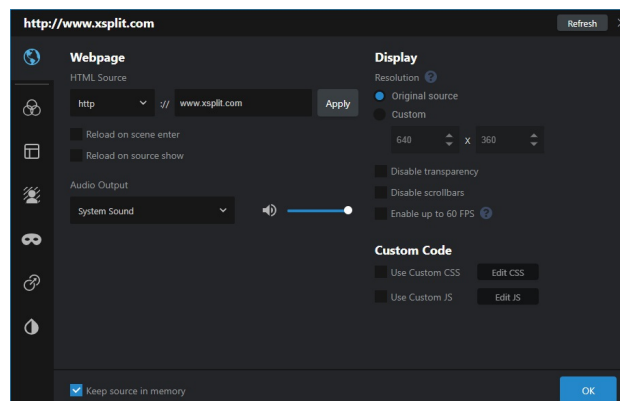 http://www.xsplit.com
Refresh
Webpage
HTML Source
http :// www.xsplit.com Apply
Reload on scene enter
Reload on source show
Audio Output
System Sound
Display
Resolution ?
Original source
Custom
640 x 360
Disable transparency
Disable scrollbars
Enable up to 60 FPS ?
Custom Code
Use Custom CSS Edit CSS
Use Custom JS Edit JS
Keep source in memory
OK